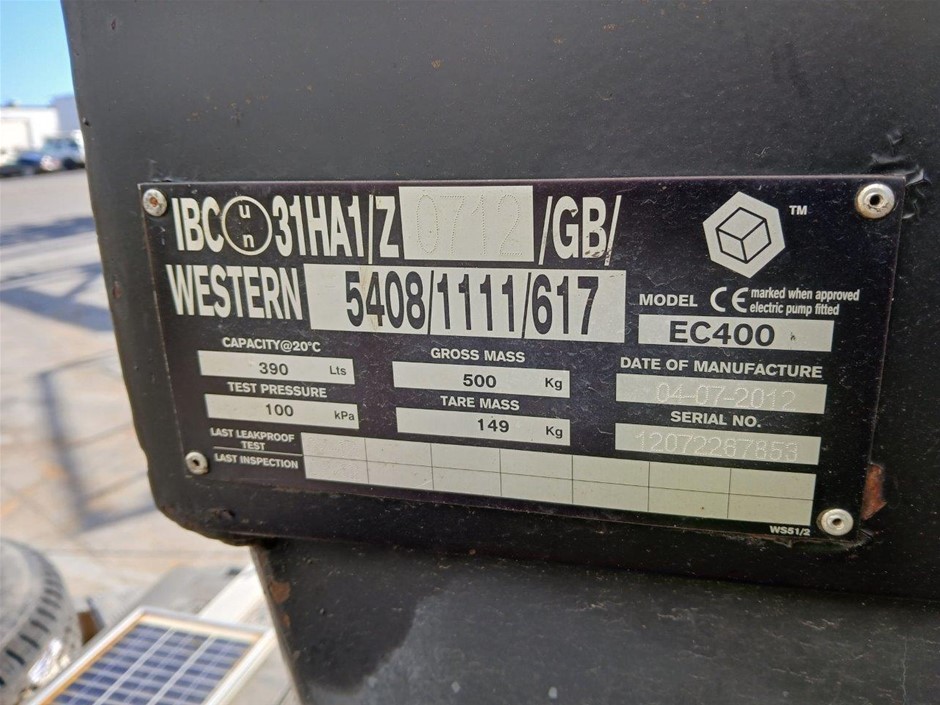 IBC un 31HA1/Z 0712 /GB/
WESTERN 5408/1111/617
TM
MODEL CE marked when approved
electric pump fitted
EC400
CAPACITY@20°C
390 Lts
GROSS MASS
500 Kg
DATE OF MANUFACTURE
04-07-2012
TEST PRESSURE
100 kPa
TARE MASS
149 Kg
SERIAL NO.
12072267853
LAST LEAKPROOF
TEST
LAST INSPECTION
WS51/2